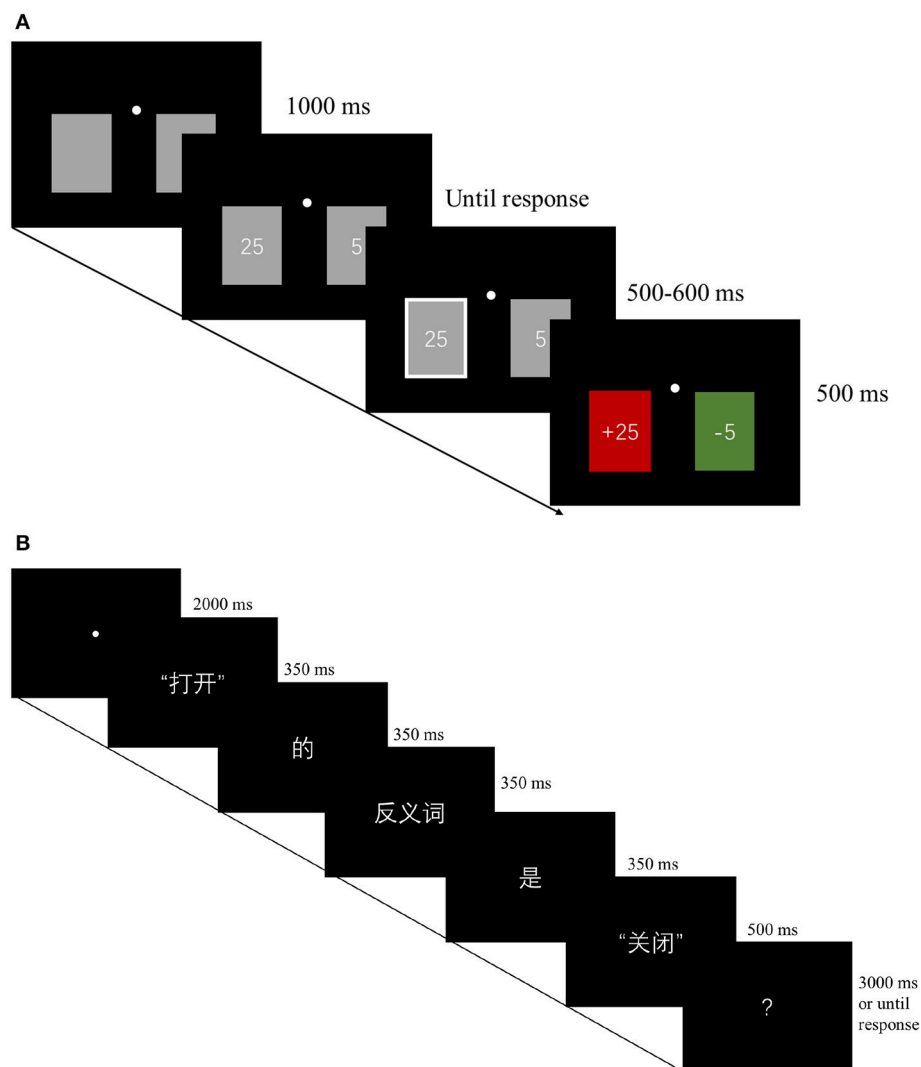 A
1000 ms
25
5
Until response
25
5
500-600 ms
+25
-5
500 ms
B
2000 ms
“打开”
350 ms
的
350 ms
反义词
350 ms
是
350 ms
“关闭”
500 ms
?
3000 ms
or until
response